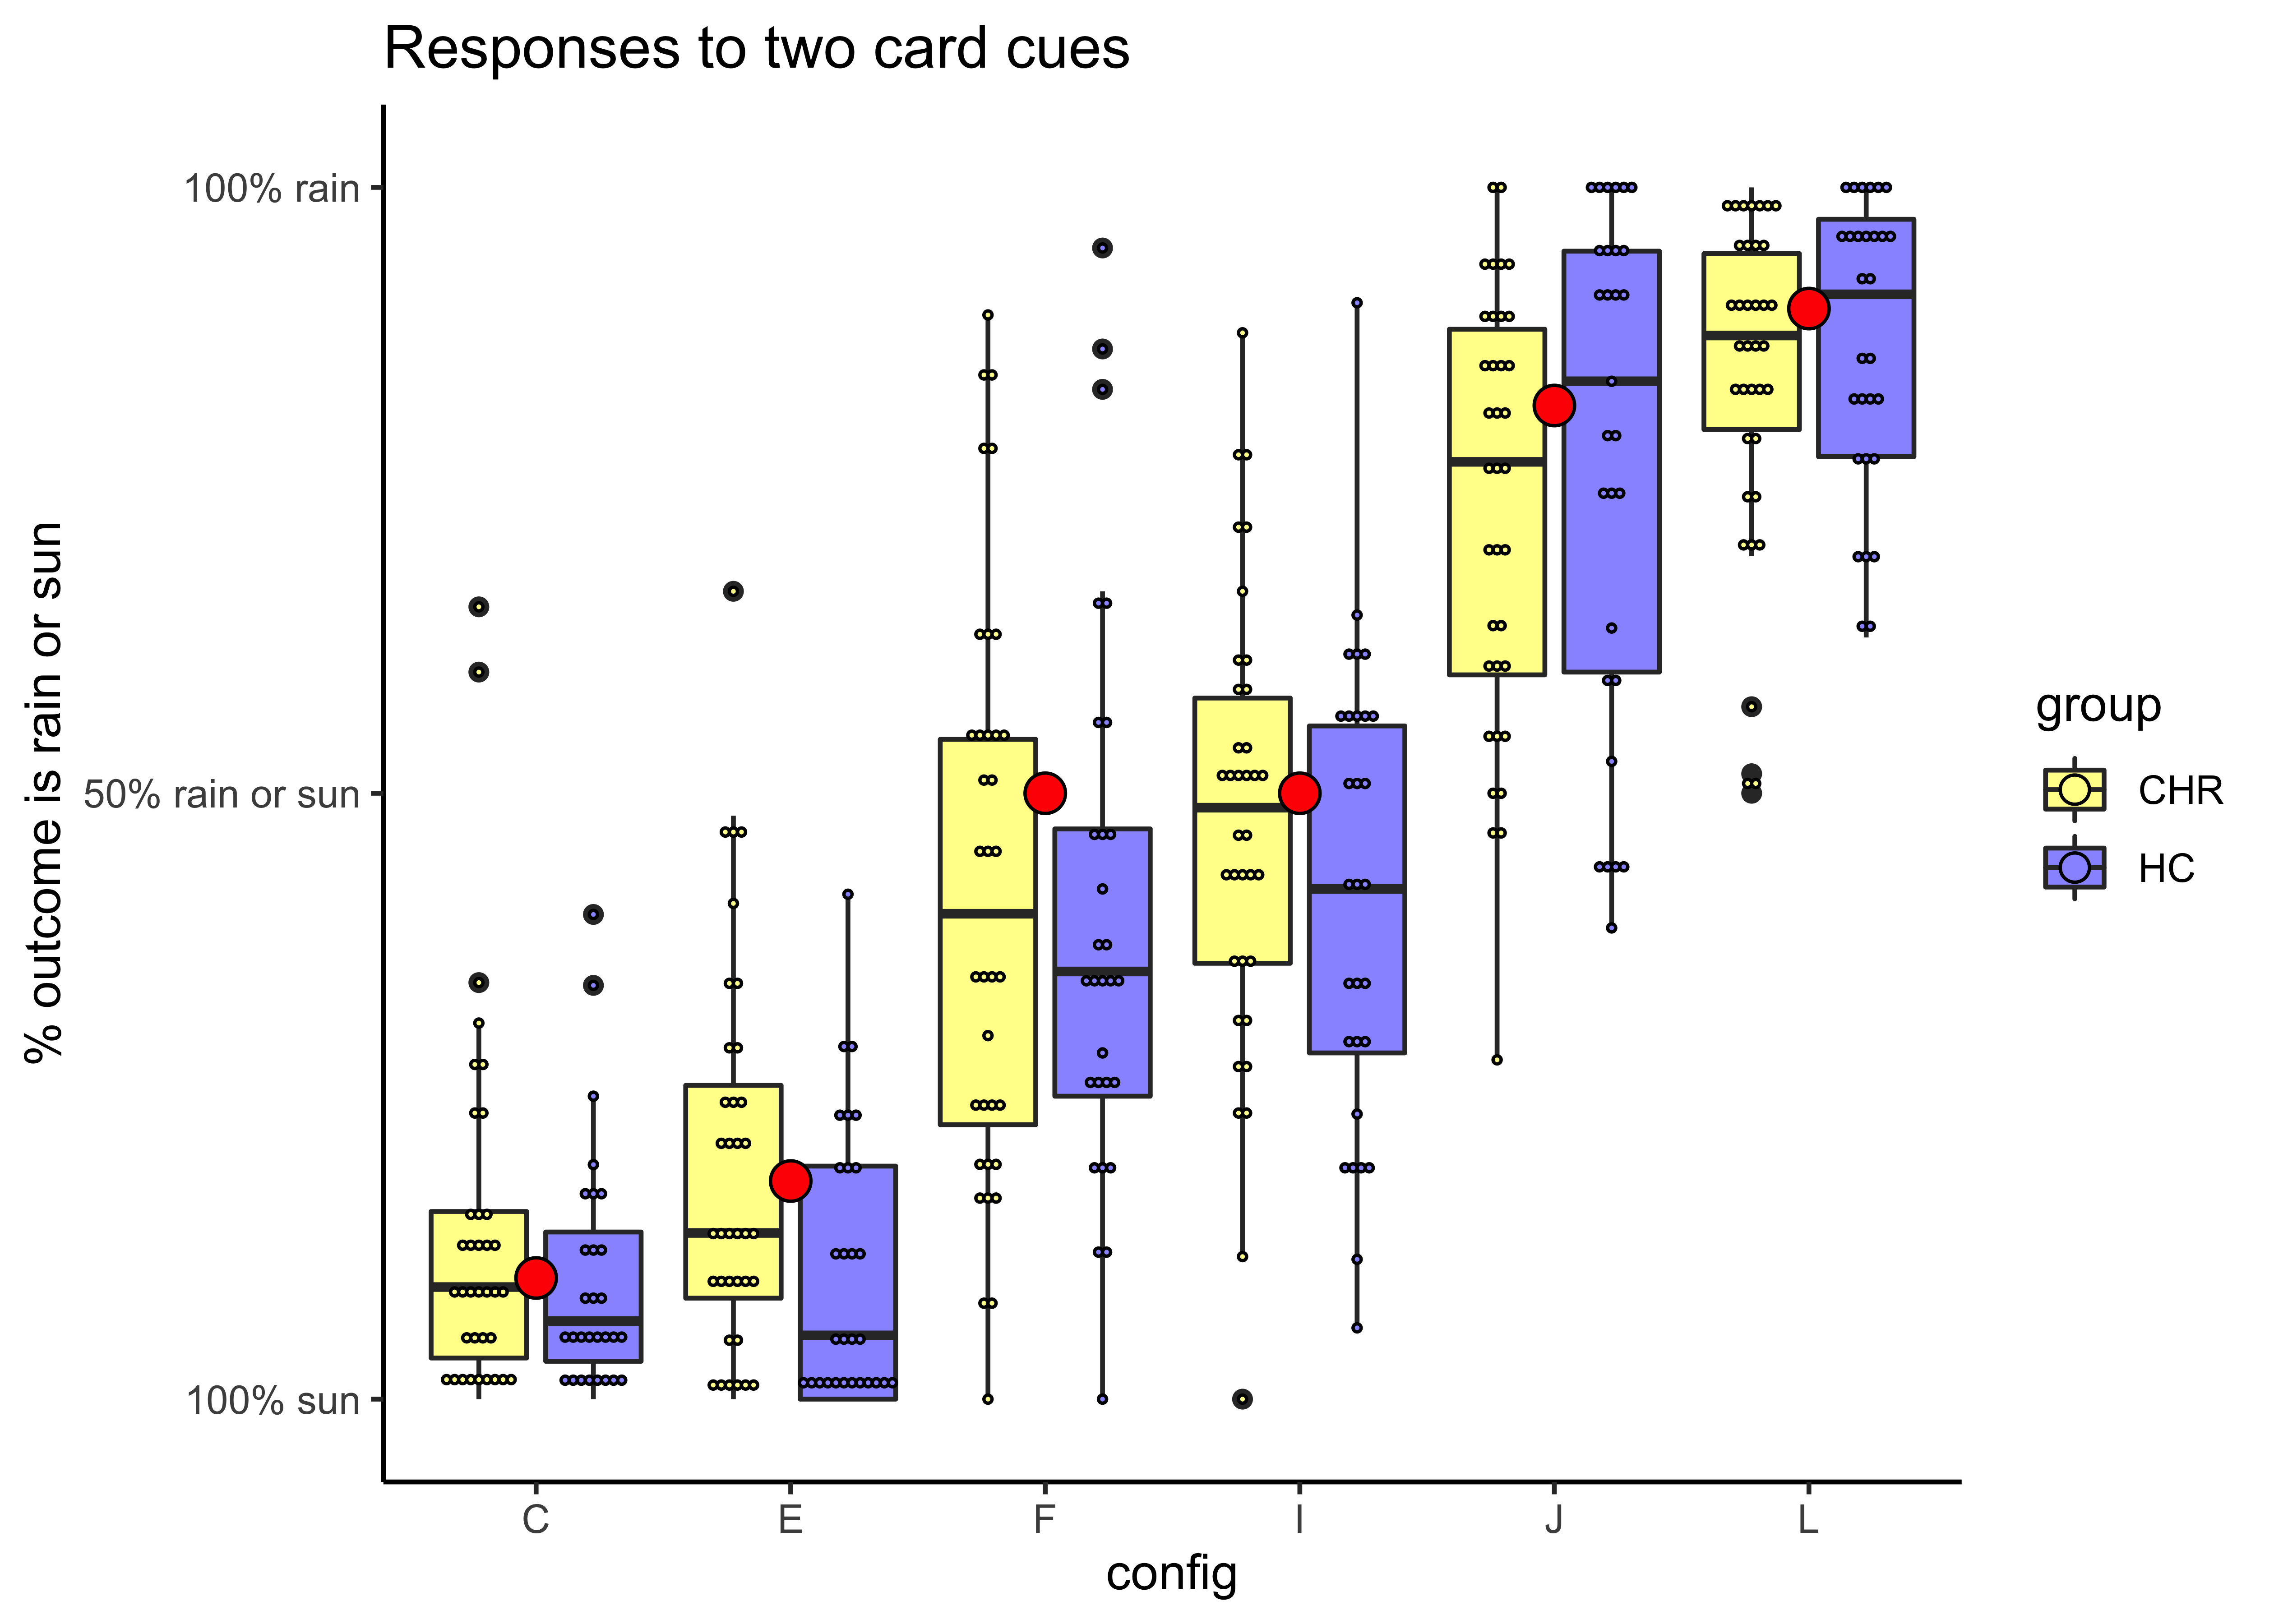 Responses to two card cues
100% rain
50% rain or sun
100% sun
% outcome is rain or sun
C E F I J L
config
group
CHR
HC